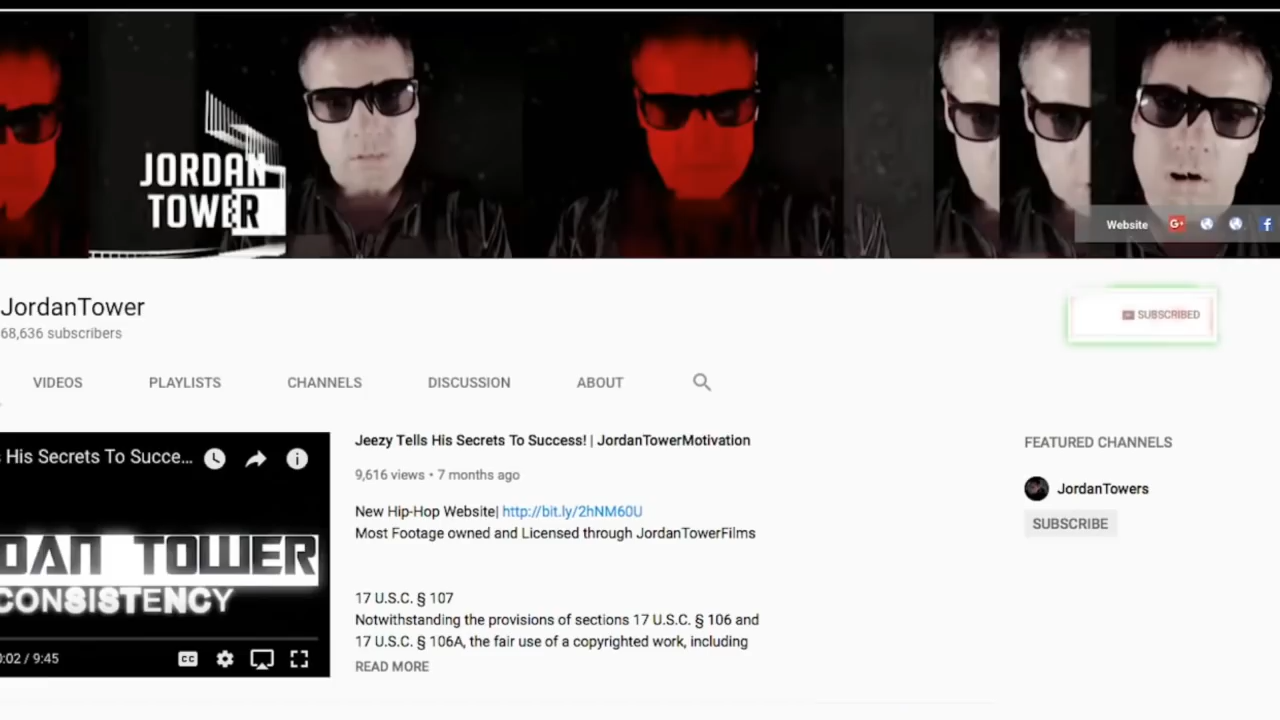 JORDAN
TOWER
Website
JordanTower
68,636 subscribers
SUBSCRIBED
VIDEOS PLAYLISTS CHANNELS DISCUSSION ABOUT
His Secrets To Succe...
DAN TOWER
CONSISTENCY
0:02 / 9:45
CC
Jeezy Tells His Secrets To Success! | JordanTowerMotivation
9,616 views • 7 months ago
New Hip-Hop Website| http://bit.ly/2hNM60U
Most Footage owned and Licensed through JordanTowerFilms
17 U.S.C. § 107
Notwithstanding the provisions of sections 17 U.S.C. § 106 and
17 U.S.C. § 106A, the fair use of a copyrighted work, including
READ MORE
FEATURED CHANNELS
JordanTowers
SUBSCRIBE